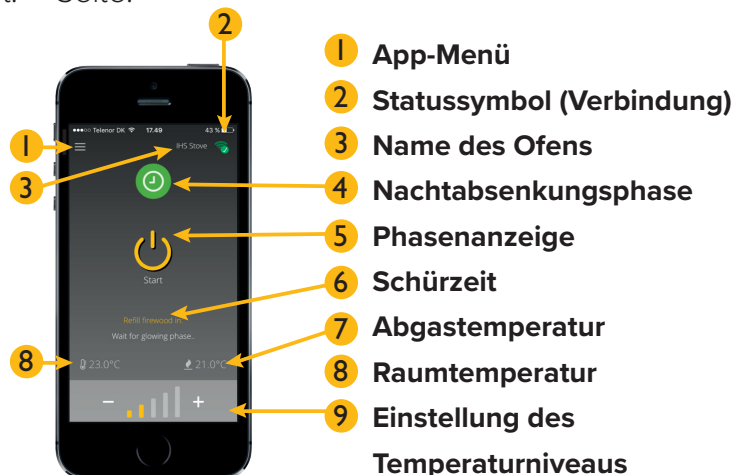 2
1 App-Menü
2 Statussymbol (Verbindung)
3 Name des Ofens
4 Nachtabsenkungsphase
5 Phasenanzeige
6 Schürzeit
7 Abgastemperatur
8 Raumtemperatur
9 Einstellung des
Temperaturniveaus
Telenor DK 17.49 43 %
1
IHS Stove
3
Start
Refill firewood in
Wait for glowing phase..
8
23.0°C 21.0°C
− +